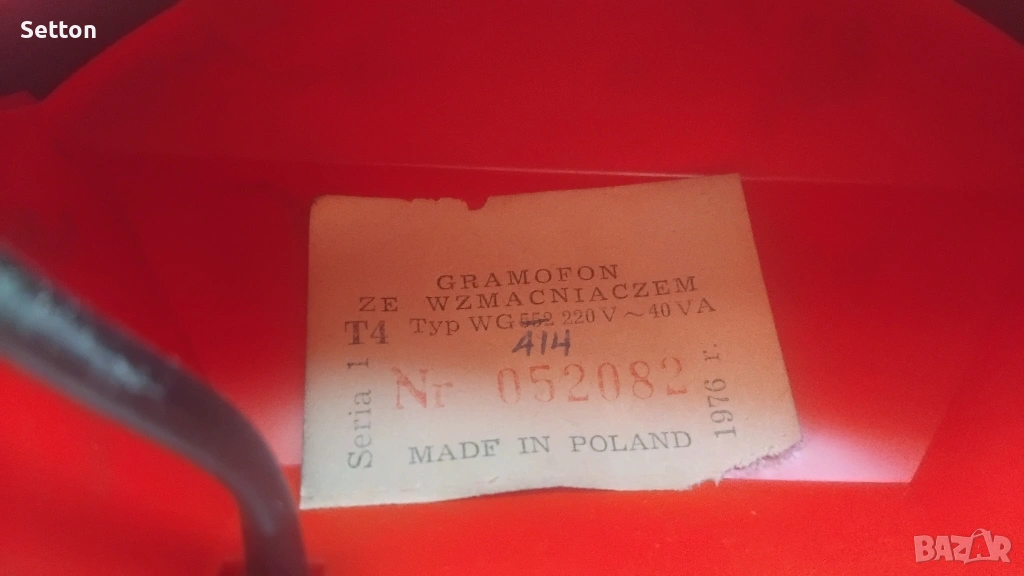 Setton
GRAMOFON
ZE WZMACNIACZEM
T4 Typ WG 552 220 V ~ 40 VA
414
Seria 1
Nr 052082
1976 r.
MADE IN POLAND
BAZAR